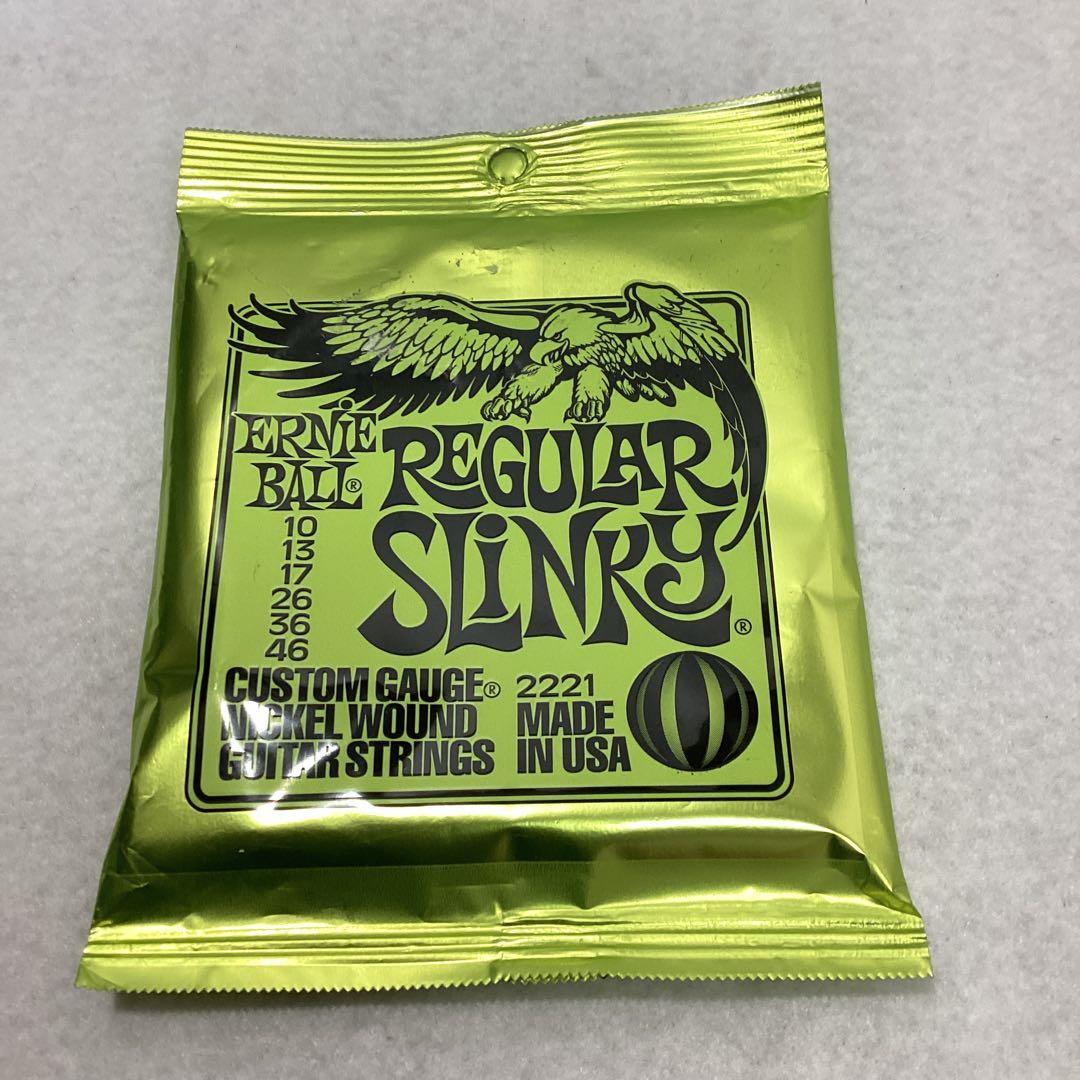 ERNIE
BALL®
REGULAR
SLINKY®
10
13
17
26
36
46
CUSTOM GAUGE®
NICKEL WOUND
GUITAR STRINGS
2221
MADE
IN USA